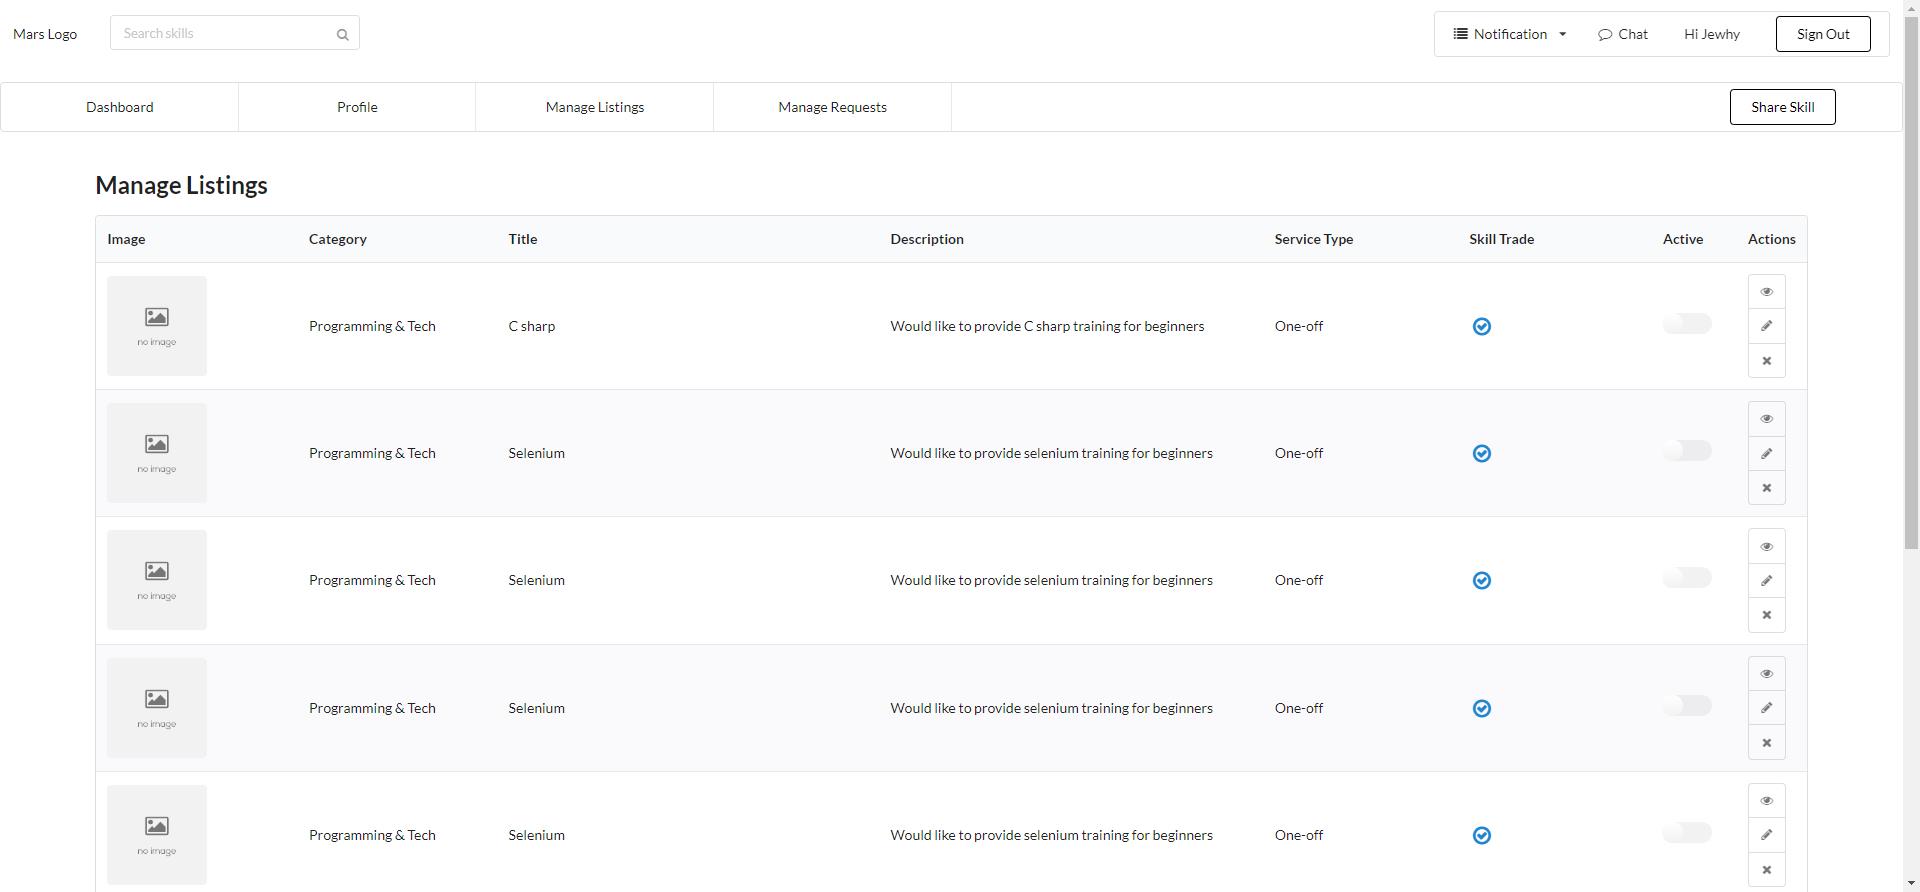 Mars Logo Search skills Notification Chat Hi Jewhy Sign Out
Dashboard Profile Manage Listings Manage Requests Share Skill
Manage Listings
Image Category Title Description Service Type Skill Trade Active Actions
no image Programming & Tech C sharp Would like to provide C sharp training for beginners One-off
no image Programming & Tech Selenium Would like to provide selenium training for beginners One-off
no image Programming & Tech Selenium Would like to provide selenium training for beginners One-off
no image Programming & Tech Selenium Would like to provide selenium training for beginners One-off
no image Programming & Tech Selenium Would like to provide selenium training for beginners One-off